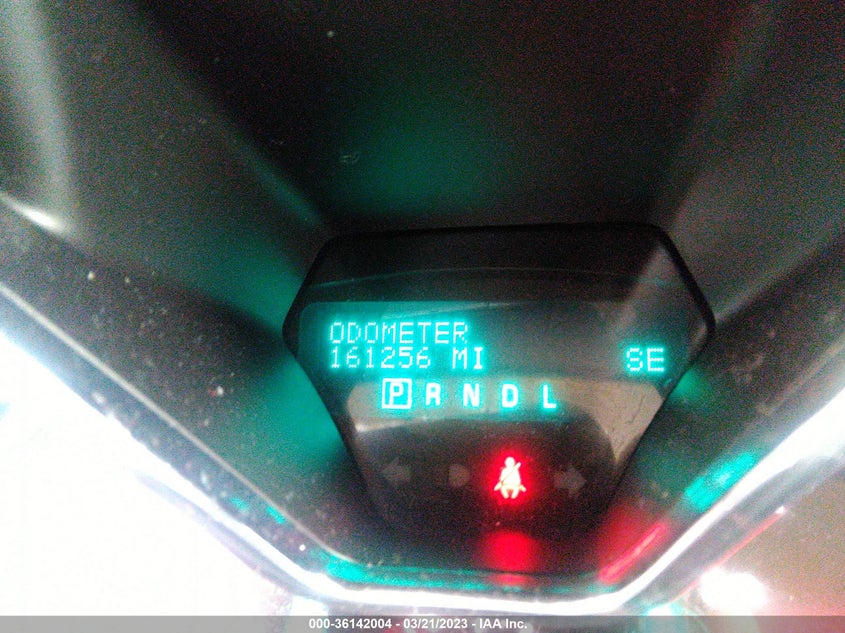 ODOMETER
161256 MI SE
P R N D L
000-36142004 - 03/21/2023 - IAA Inc.